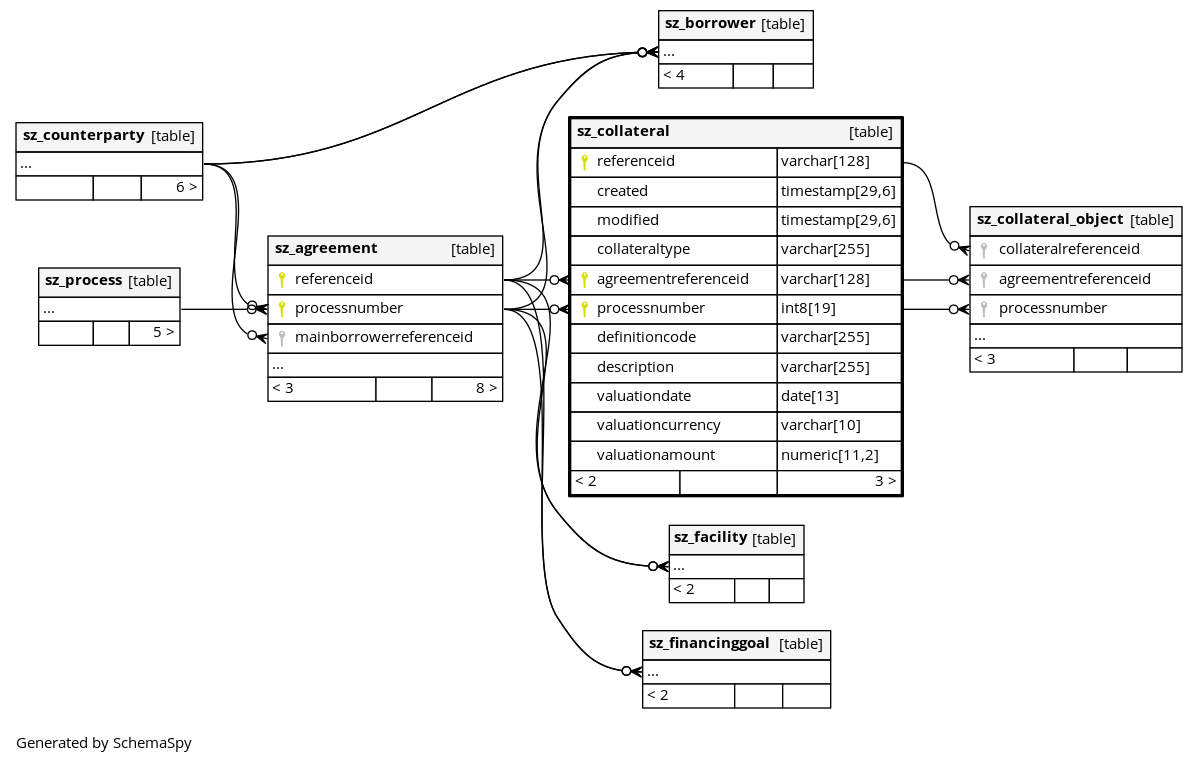 sz_borrower [table]
...
< 4
sz_counterparty [table]
...
6 >
sz_process [table]
...
5 >
sz_agreement [table]
referenceid
processnumber
mainborrowerreferenceid
...
< 3 8 >
sz_collateral [table]
referenceid varchar[128]
created timestamp[29,6]
modified timestamp[29,6]
collateraltype varchar[255]
agreementreferenceid varchar[128]
processnumber int8[19]
definitioncode varchar[255]
description varchar[255]
valuationdate date[13]
valuationcurrency varchar[10]
valuationamount numeric[11,2]
< 2 3 >
sz_collateral_object [table]
collateralreferenceid
agreementreferenceid
processnumber
...
< 3
sz_facility [table]
...
< 2
sz_financinggoal [table]
...
< 2
Generated by SchemaSpy